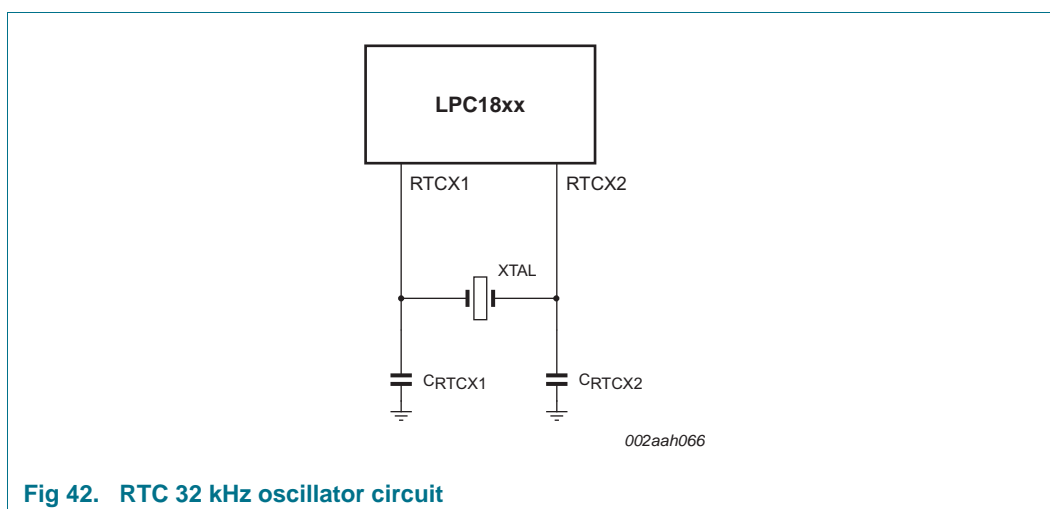 LPC18xx
RTCX1 RTCX2
XTAL
CRTCX1 CRTCX2
002aah066
Fig 42. RTC 32 kHz oscillator circuit